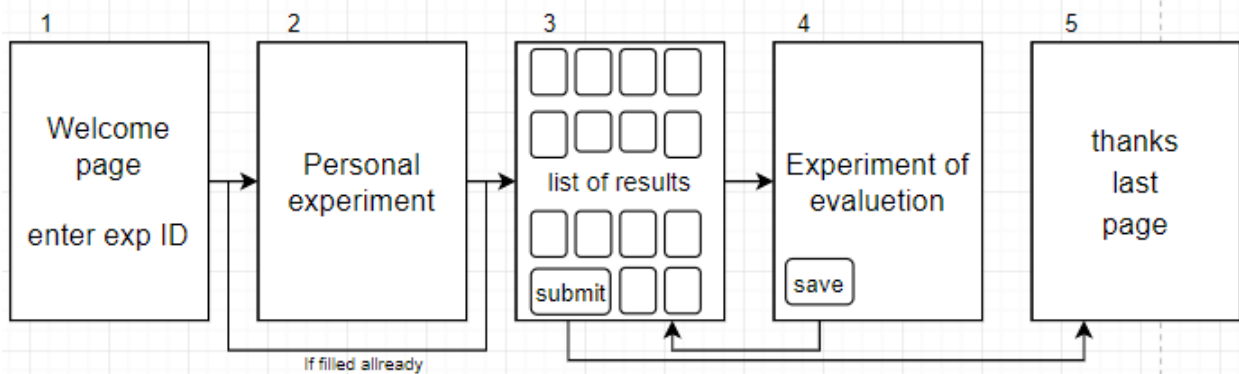 1
2
3
4
5
Welcome
page
enter exp ID
Personal
experiment
list of results
submit
Experiment of
evaluetion
save
thanks
last
page
If filled allready